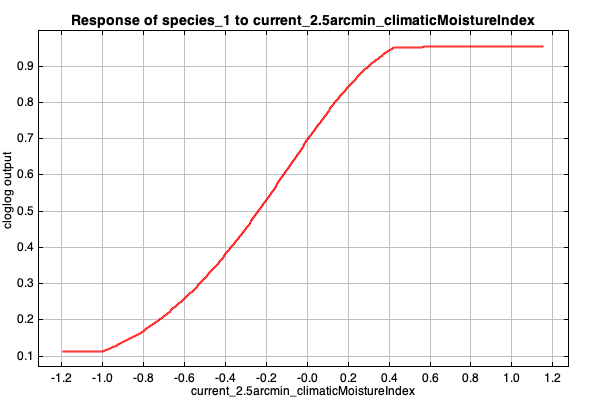 Response of species_1 to current_2.5arcmin_climaticMoistureIndex
cloglog output
0.9
0.8
0.7
0.6
0.5
0.4
0.3
0.2
0.1
-1.2 -1.0 -0.8 -0.6 -0.4 -0.2 -0.0 0.2 0.4 0.6 0.8 1.0 1.2
current_2.5arcmin_climaticMoistureIndex